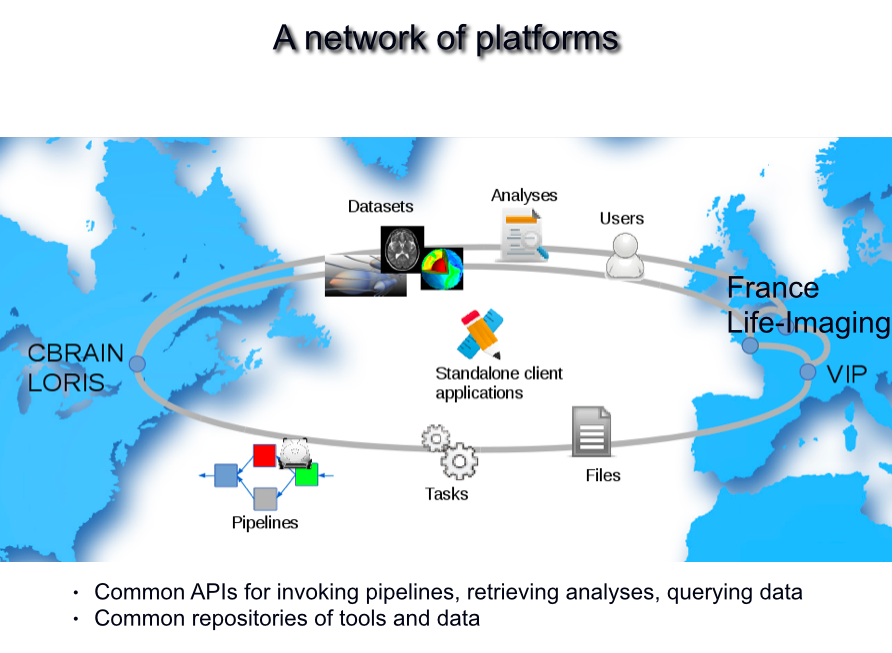 A network of platforms
Datasets
Analyses
Users
France
Life-Imaging
CBRAIN
LORIS
Standalone client
applications
VIP
Pipelines
Tasks
Files
• Common APIs for invoking pipelines, retrieving analyses, querying data
• Common repositories of tools and data